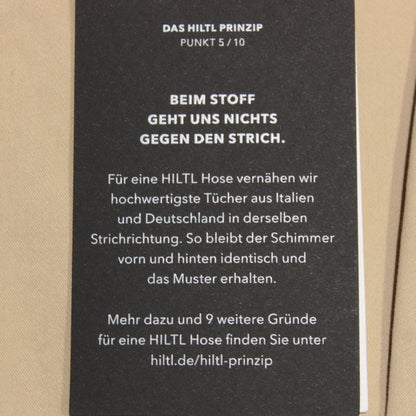 DAS HILTL PRINZIP
PUNKT 5 / 10
BEIM STOFF
GEHT UNS NICHTS
GEGEN DEN STRICH.
Für eine HILTL Hose vernähen wir
hochwertigste Tücher aus Italien
und Deutschland in derselben
Strichrichtung. So bleibt der Schimmer
vorn und hinten identisch und
das Muster erhalten.
Mehr dazu und 9 weitere Gründe
für eine HILTL Hose finden Sie unter
hiltl.de/hiltl-prinzip